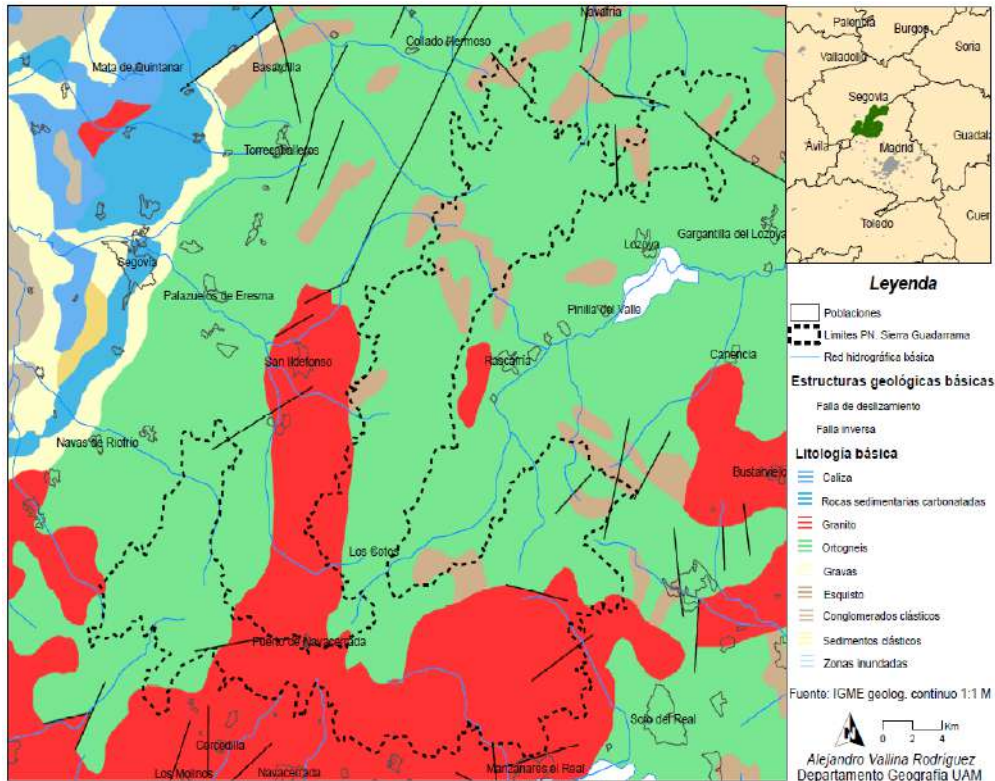 Navafría
Collado Hermoso
Mata de Quintanar
Basardilla
Torrecaballeros
Segovia
Palazuelos de Eresma
San Ildefonso
Navas de Riofrío
Lozoya
Gargantilla del Lozoya
Pinilla del Valle
Rascafría
Canencia
Bustarviejo
Los Cotos
Puerto de Navacerrada
Soto del Real
Cercedilla
Los Molinos
Navacerrada
Manzanares el Real
Palencia
Burgos
Soria
Valladolid
Segovia
Guadala
Ávila
Madrid
Toledo
Cuen
Leyenda
Poblaciones
Límites PN. Sierra Guadarrama
Red hidrográfica básica
Estructuras geológicas básicas
Falla de deslizamiento
Falla inversa
Litología básica
Caliza
Rocas sedimentarias carbonatadas
Granito
Ortogneis
Gravas
Esquisto
Conglomerados clásticos
Sedimentos clásticos
Zonas inundadas
Fuente: IGME geolog. continuo 1:1 M
Km
0 2 4
Alejandro Vallina Rodríguez
Departamento Geografía UAM